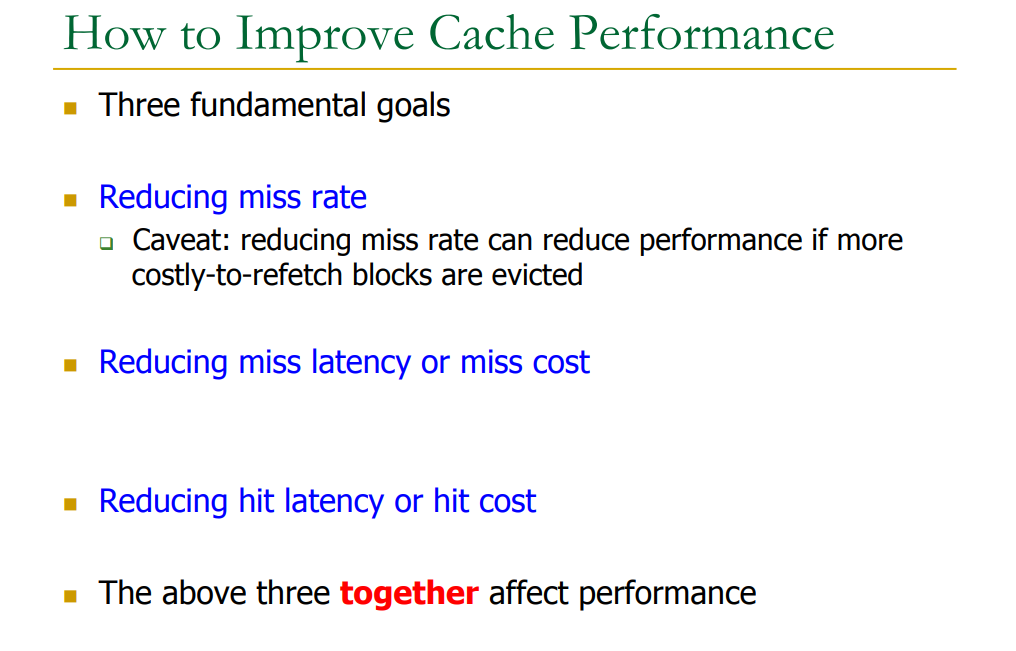 How to Improve Cache Performance
Three fundamental goals
Reducing miss rate
Caveat: reducing miss rate can reduce performance if more
costly-to-refetch blocks are evicted
Reducing miss latency or miss cost
Reducing hit latency or hit cost
The above three together affect performance